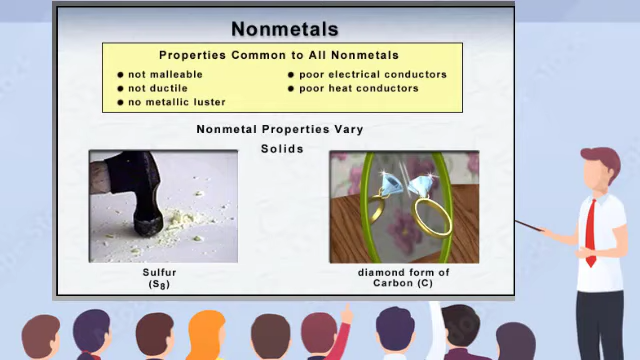 Nonmetals
Properties Common to All Nonmetals
● not malleable
● not ductile
● no metallic luster
● poor electrical conductors
● poor heat conductors
Nonmetal Properties Vary
Solids
Sulfur
(S₈)
diamond form of
Carbon (C)